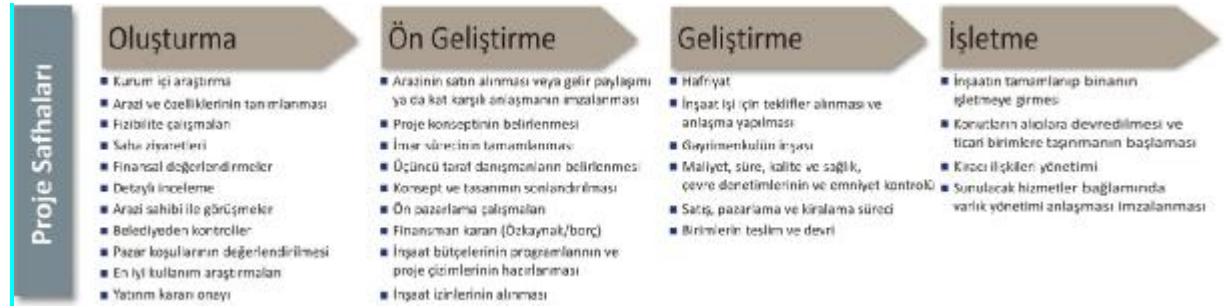 Proje Safhaları
Oluşturma
Kurum içi araştırma
Arazi ve özelliklerinin tanımlanması
Fizibilite çalışmaları
Saha ziyaretleri
Finansal değerlendirmeler
Detaylı inceleme
Arazi sahibi ile görüşmeler
Belediyeden kontroller
Pazar koşullarının değerlendirilmesi
En iyi kullanım araştırmaları
Yatırım kararı onayı
Ön Geliştirme
Arazinin satın alınması veya gelir paylaşımı
ya da kat karşılı anlaşmanın imzalanması
Proje konseptinin belirlenmesi
İmar sürecinin tamamlanması
Üçüncü taraf danışmanların belirlenmesi
Konsept ve tasarımın sonlandırılması
Ön pazarlama çalışmaları
Finansman kararı (Özkaynak/borç)
İnşaat bütçelerinin programlarının ve
proje çizimlerinin hazırlanması
İnşaat izinlerinin alınması
Geliştirme
Hafriyat
İnşaat işi için teklifler alınması ve
anlaşma yapılması
Gayrimenkulün inşası
Maliyet, süre, kalite ve sağlık,
çevre denetimlerinin ve emniyet kontrolü
Satış, pazarlama ve kiralama süreci
Birimlerin teslim ve devri
İşletme
İnşaatın tamamlanıp binanın
işletmeye girmesi
Konutların alıcılara devredilmesi ve
ticari birimlere taşınmanın başlaması
Kiracı ilişkileri yönetimi
Sunulacak hizmetler bağlamında
varlık yönetimi anlaşması imzalanması